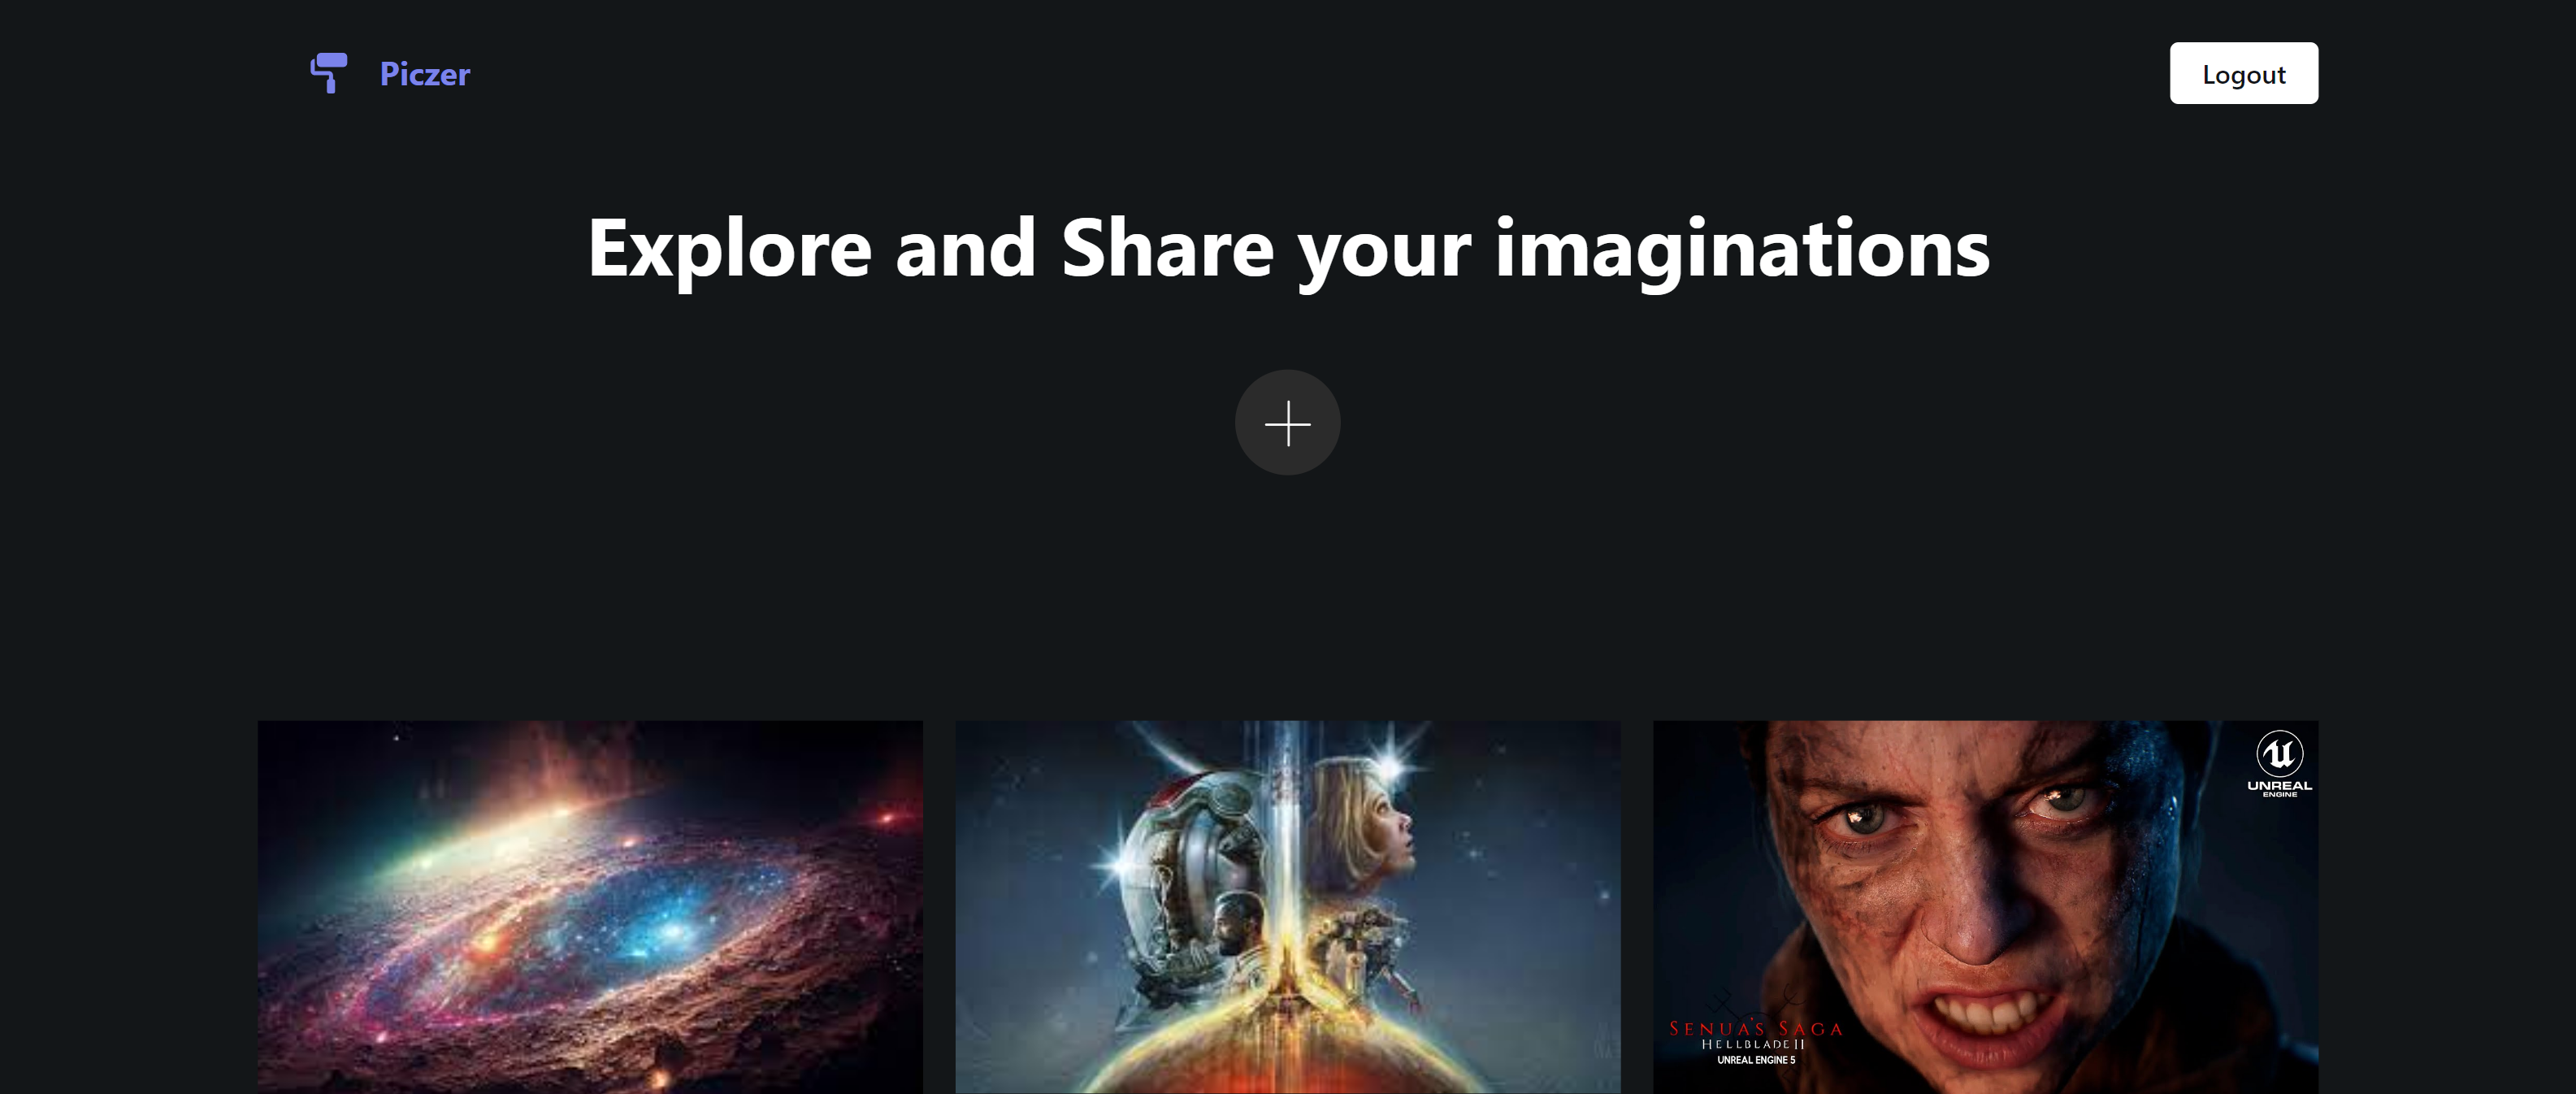 Piczer
Logout
Explore and Share your imaginations
UNREAL
ENGINE
SENUA'S SAGA
HELLBLADE II
UNREAL ENGINE 5